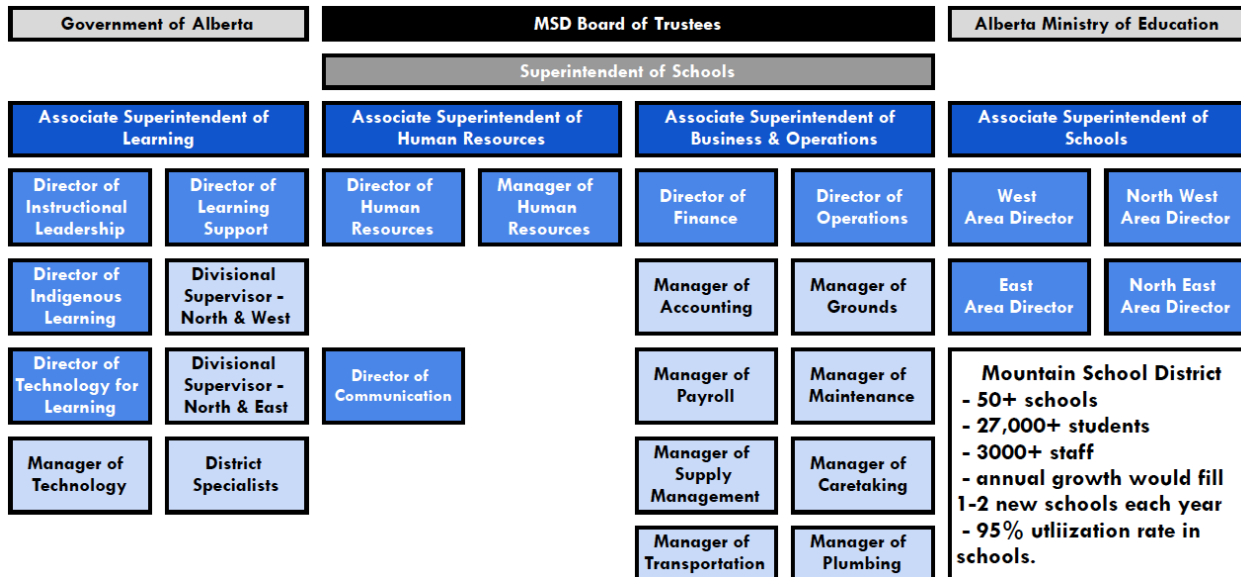 Government of Alberta
MSD Board of Trustees
Alberta Ministry of Education
Superintendent of Schools
Associate Superintendent of
Learning
Associate Superintendent of
Human Resources
Associate Superintendent of
Business & Operations
Associate Superintendent of
Schools
Director of
Instructional
Leadership
Director of
Learning
Support
Director of
Human
Resources
Manager of
Human
Resources
Director of
Finance
Director of
Operations
West
Area Director
North West
Area Director
Director of
Indigenous
Learning
Divisional
Supervisor -
North & West
Manager of
Accounting
Manager of
Grounds
East
Area Director
North East
Area Director
Director of
Technology for
Learning
Divisional
Supervisor -
North & East
Director of
Communication
Manager of
Payroll
Manager of
Maintenance
Manager of
Technology
District
Specialists
Manager of
Supply
Management
Manager of
Caretaking
Manager of
Transportation
Manager of
Plumbing
Mountain School District
- 50+ schools
- 27,000+ students
- 3000+ staff
- annual growth would fill
1-2 new schools each year
- 95% utliization rate in
schools.